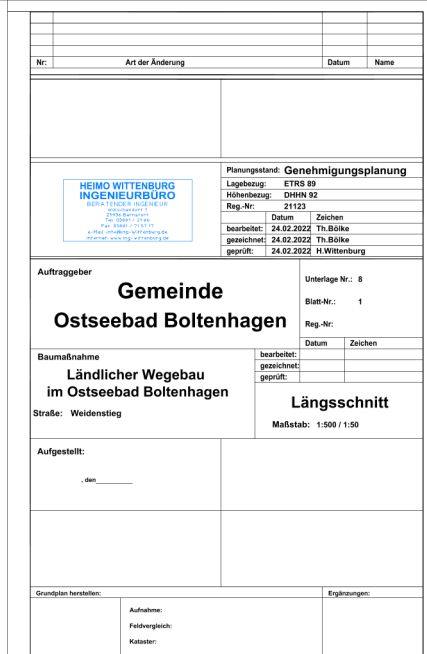 Nr: Art der Änderung Datum Name
Planungsstand: Genehmigungsplanung
HEIMO WITTENBURG
INGENIEURBÜRO
BERATENDER INGENIEUR
Lagebezug: ETRS 89
Höhenbezug: DHHN 92
Reg.-Nr: 21123
Datum Zeichen
bearbeitet: 24.02.2022 Th.Bölke
gezeichnet: 24.02.2022 Th.Bölke
geprüft: 24.02.2022 H.Wittenburg
Auftraggeber
Gemeinde
Ostseebad Boltenhagen
Unterlage Nr.: 8
Blatt-Nr.: 1
Reg.-Nr:
Datum Zeichen
bearbeitet:
gezeichnet:
geprüft:
Baumaßnahme
Ländlicher Wegebau
im Ostseebad Boltenhagen
Straße: Weidenstieg
Längsschnitt
Maßstab: 1:500 / 1:50
Aufgestellt:
, den
Grundplan herstellen: Ergänzungen:
Aufnahme:
Feldvergleich:
Kataster: